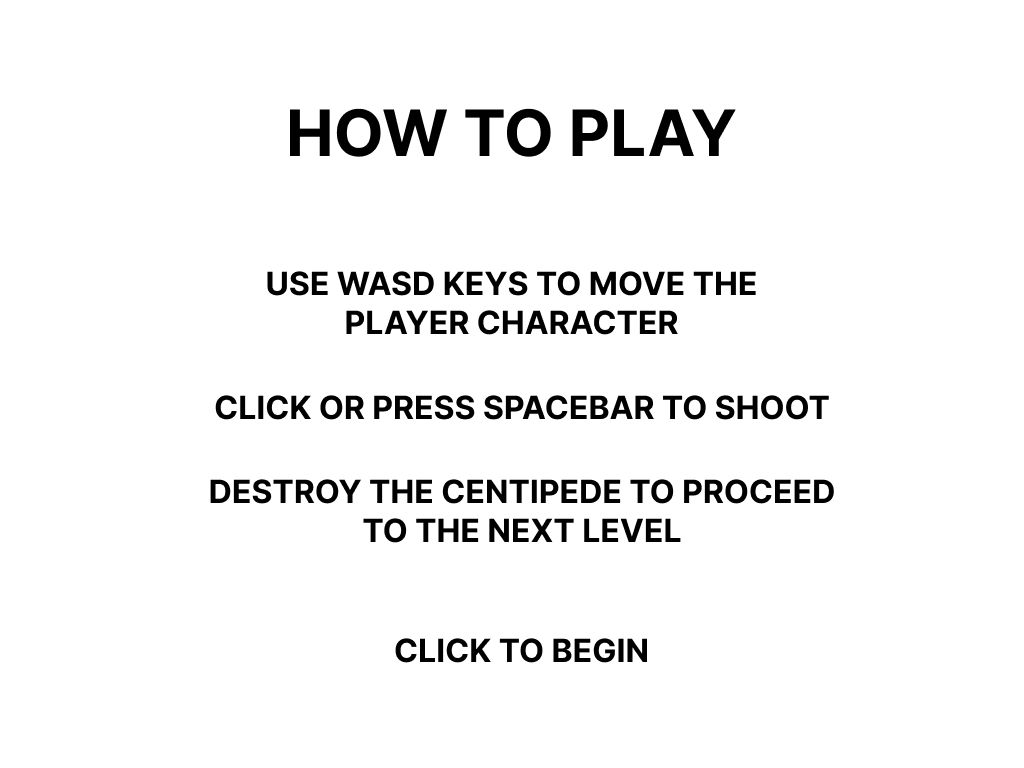 HOW TO PLAY
USE WASD KEYS TO MOVE THE
PLAYER CHARACTER
CLICK OR PRESS SPACEBAR TO SHOOT
DESTROY THE CENTIPEDE TO PROCEED
TO THE NEXT LEVEL
CLICK TO BEGIN